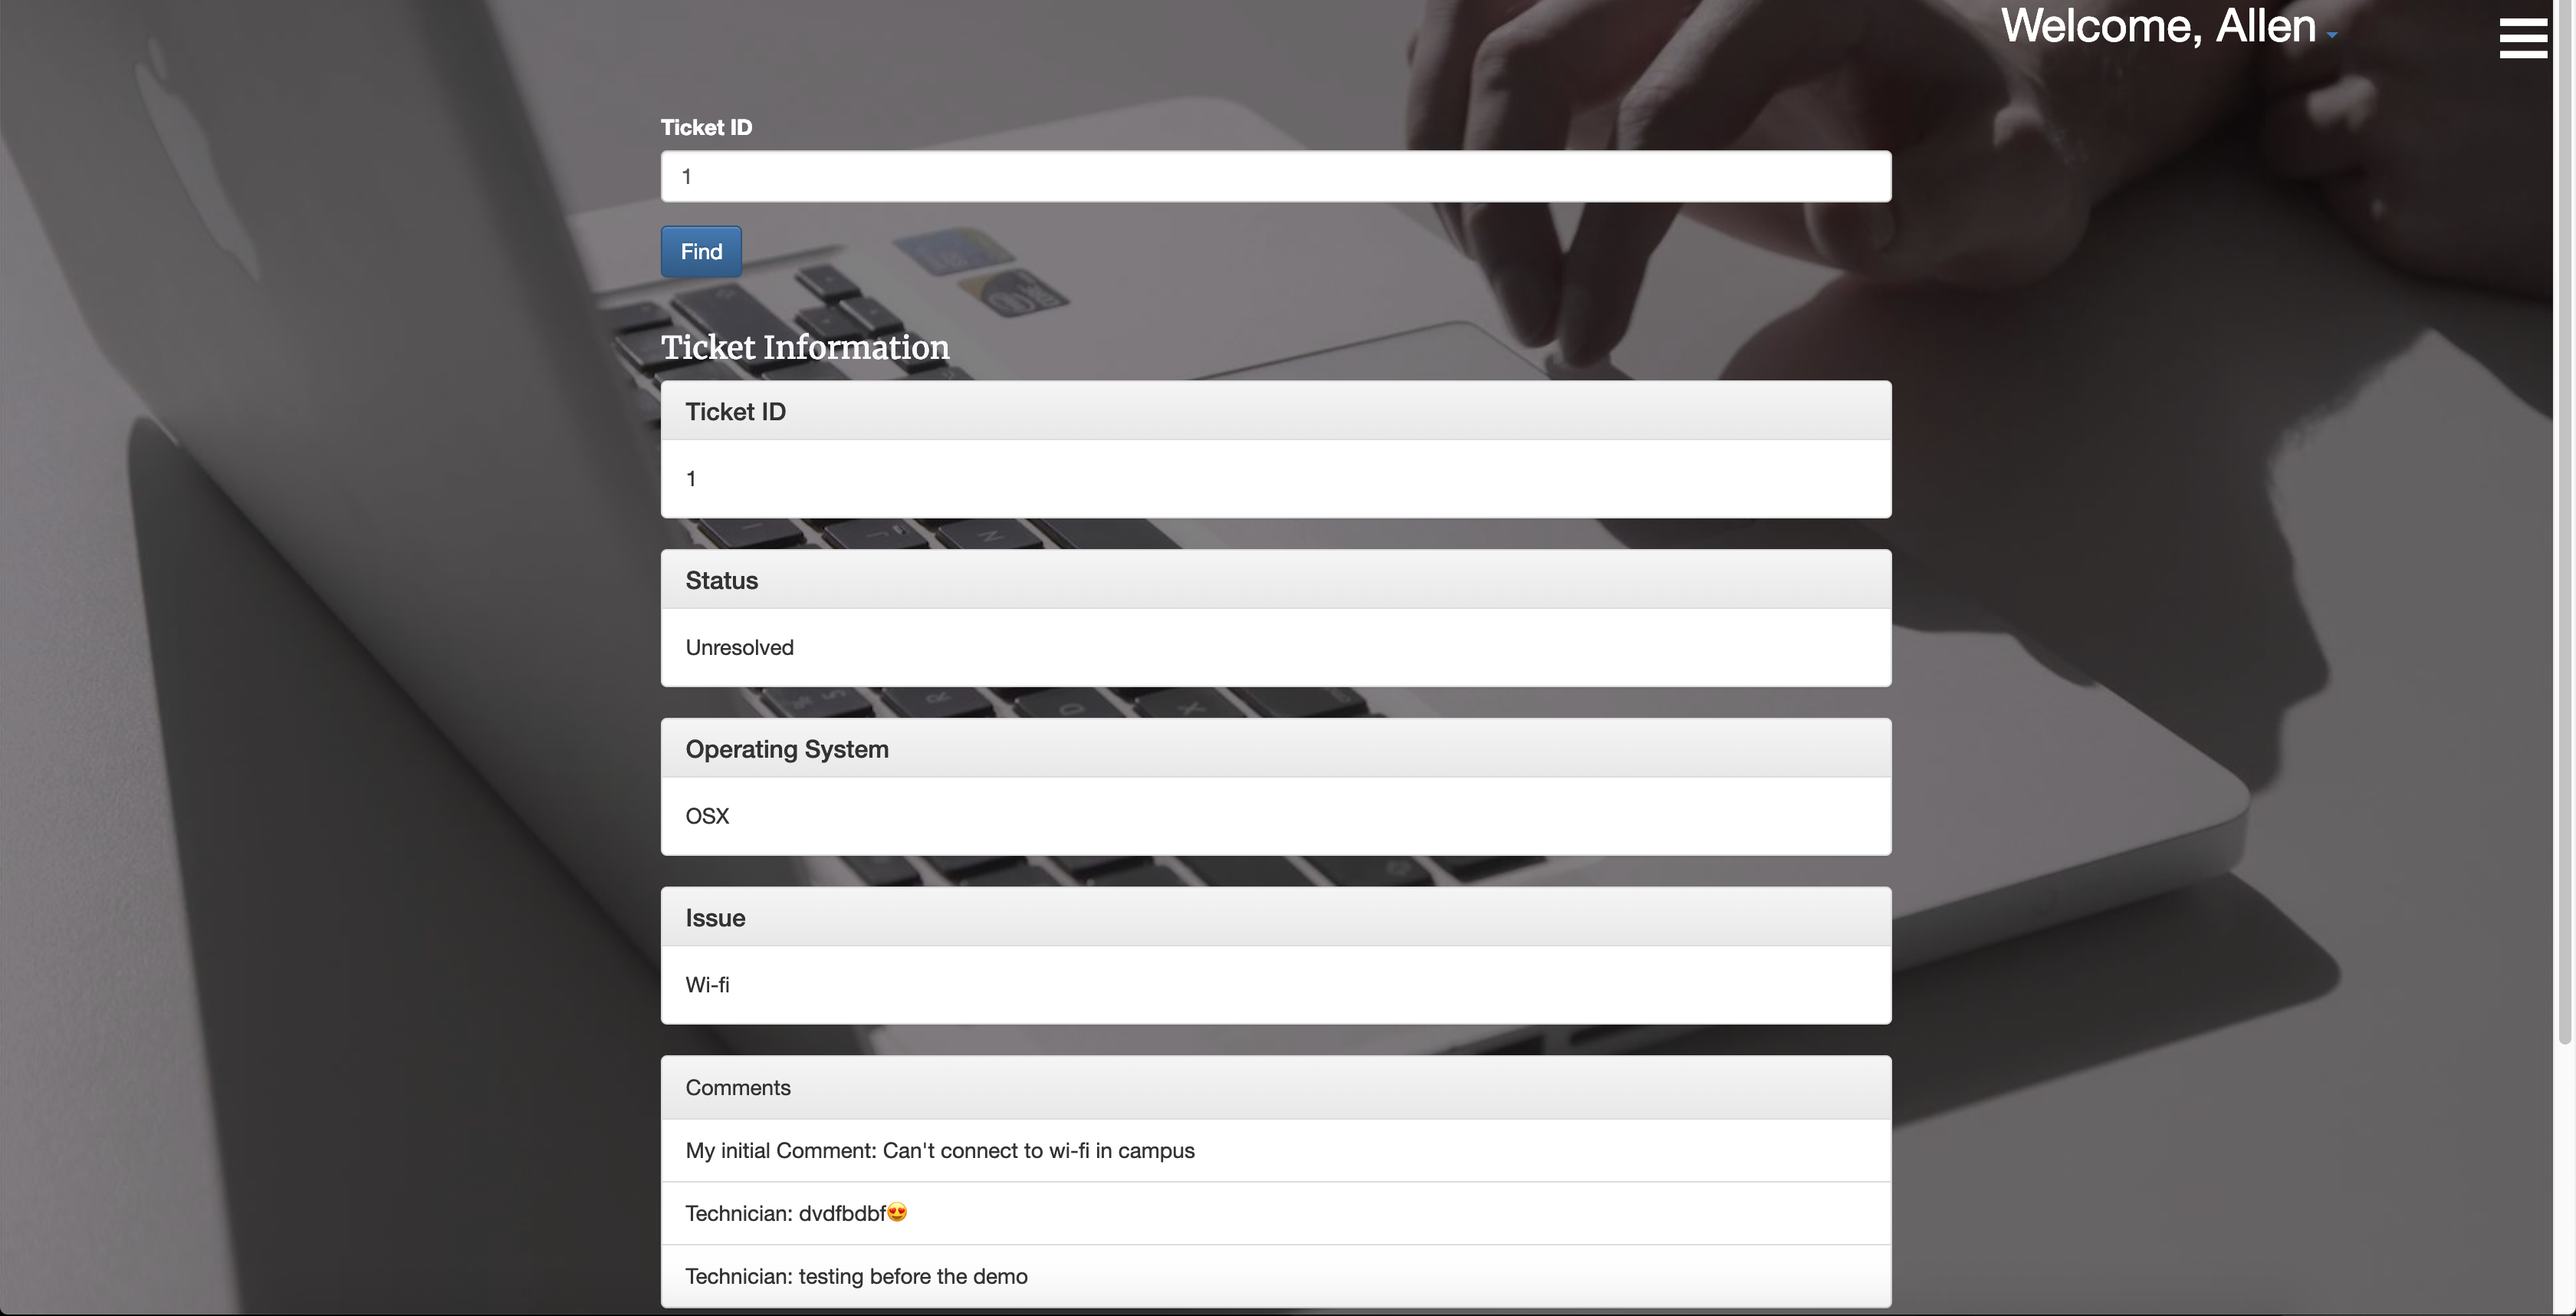 Welcome, Allen
Ticket ID
1
Find
Ticket Information
Ticket ID
1
Status
Unresolved
Operating System
OSX
Issue
Wi-fi
Comments
My initial Comment: Can't connect to wi-fi in campus
Technician: dvdfbdbf😍
Technician: testing before the demo